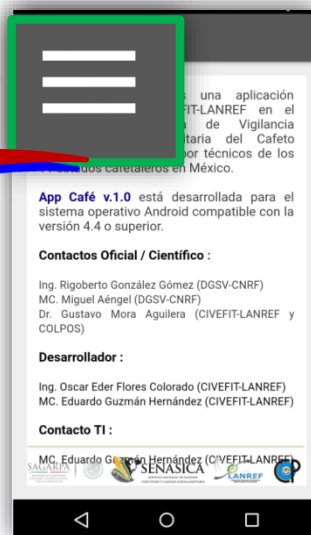 una aplicación
FIT-LANREF en el
de Vigilancia
itaria del Cafeto
por técnicos de los
estados cafetaleros en México.
App Café v.1.0 está desarrollada para el
sistema operativo Android compatible con la
versión 4.4 o superior.
Contactos Oficial / Científico :
Ing. Rigoberto González Gómez (DGSV-CNRF)
MC. Miguel Aéngel (DGSV-CNRF)
Dr. Gustavo Mora Aguilera (CIVEFIT-LANREF y
COLPOS)
Desarrollador :
Ing. Oscar Eder Flores Colorado (CIVEFIT-LANREF)
MC. Eduardo Guzmán Hernández (CIVEFIT-LANREF)
Contacto TI :
MC. Eduardo Guzmán Hernández (CIVEFIT-LANREF)
SAGARPA
SENASICA
LANREF